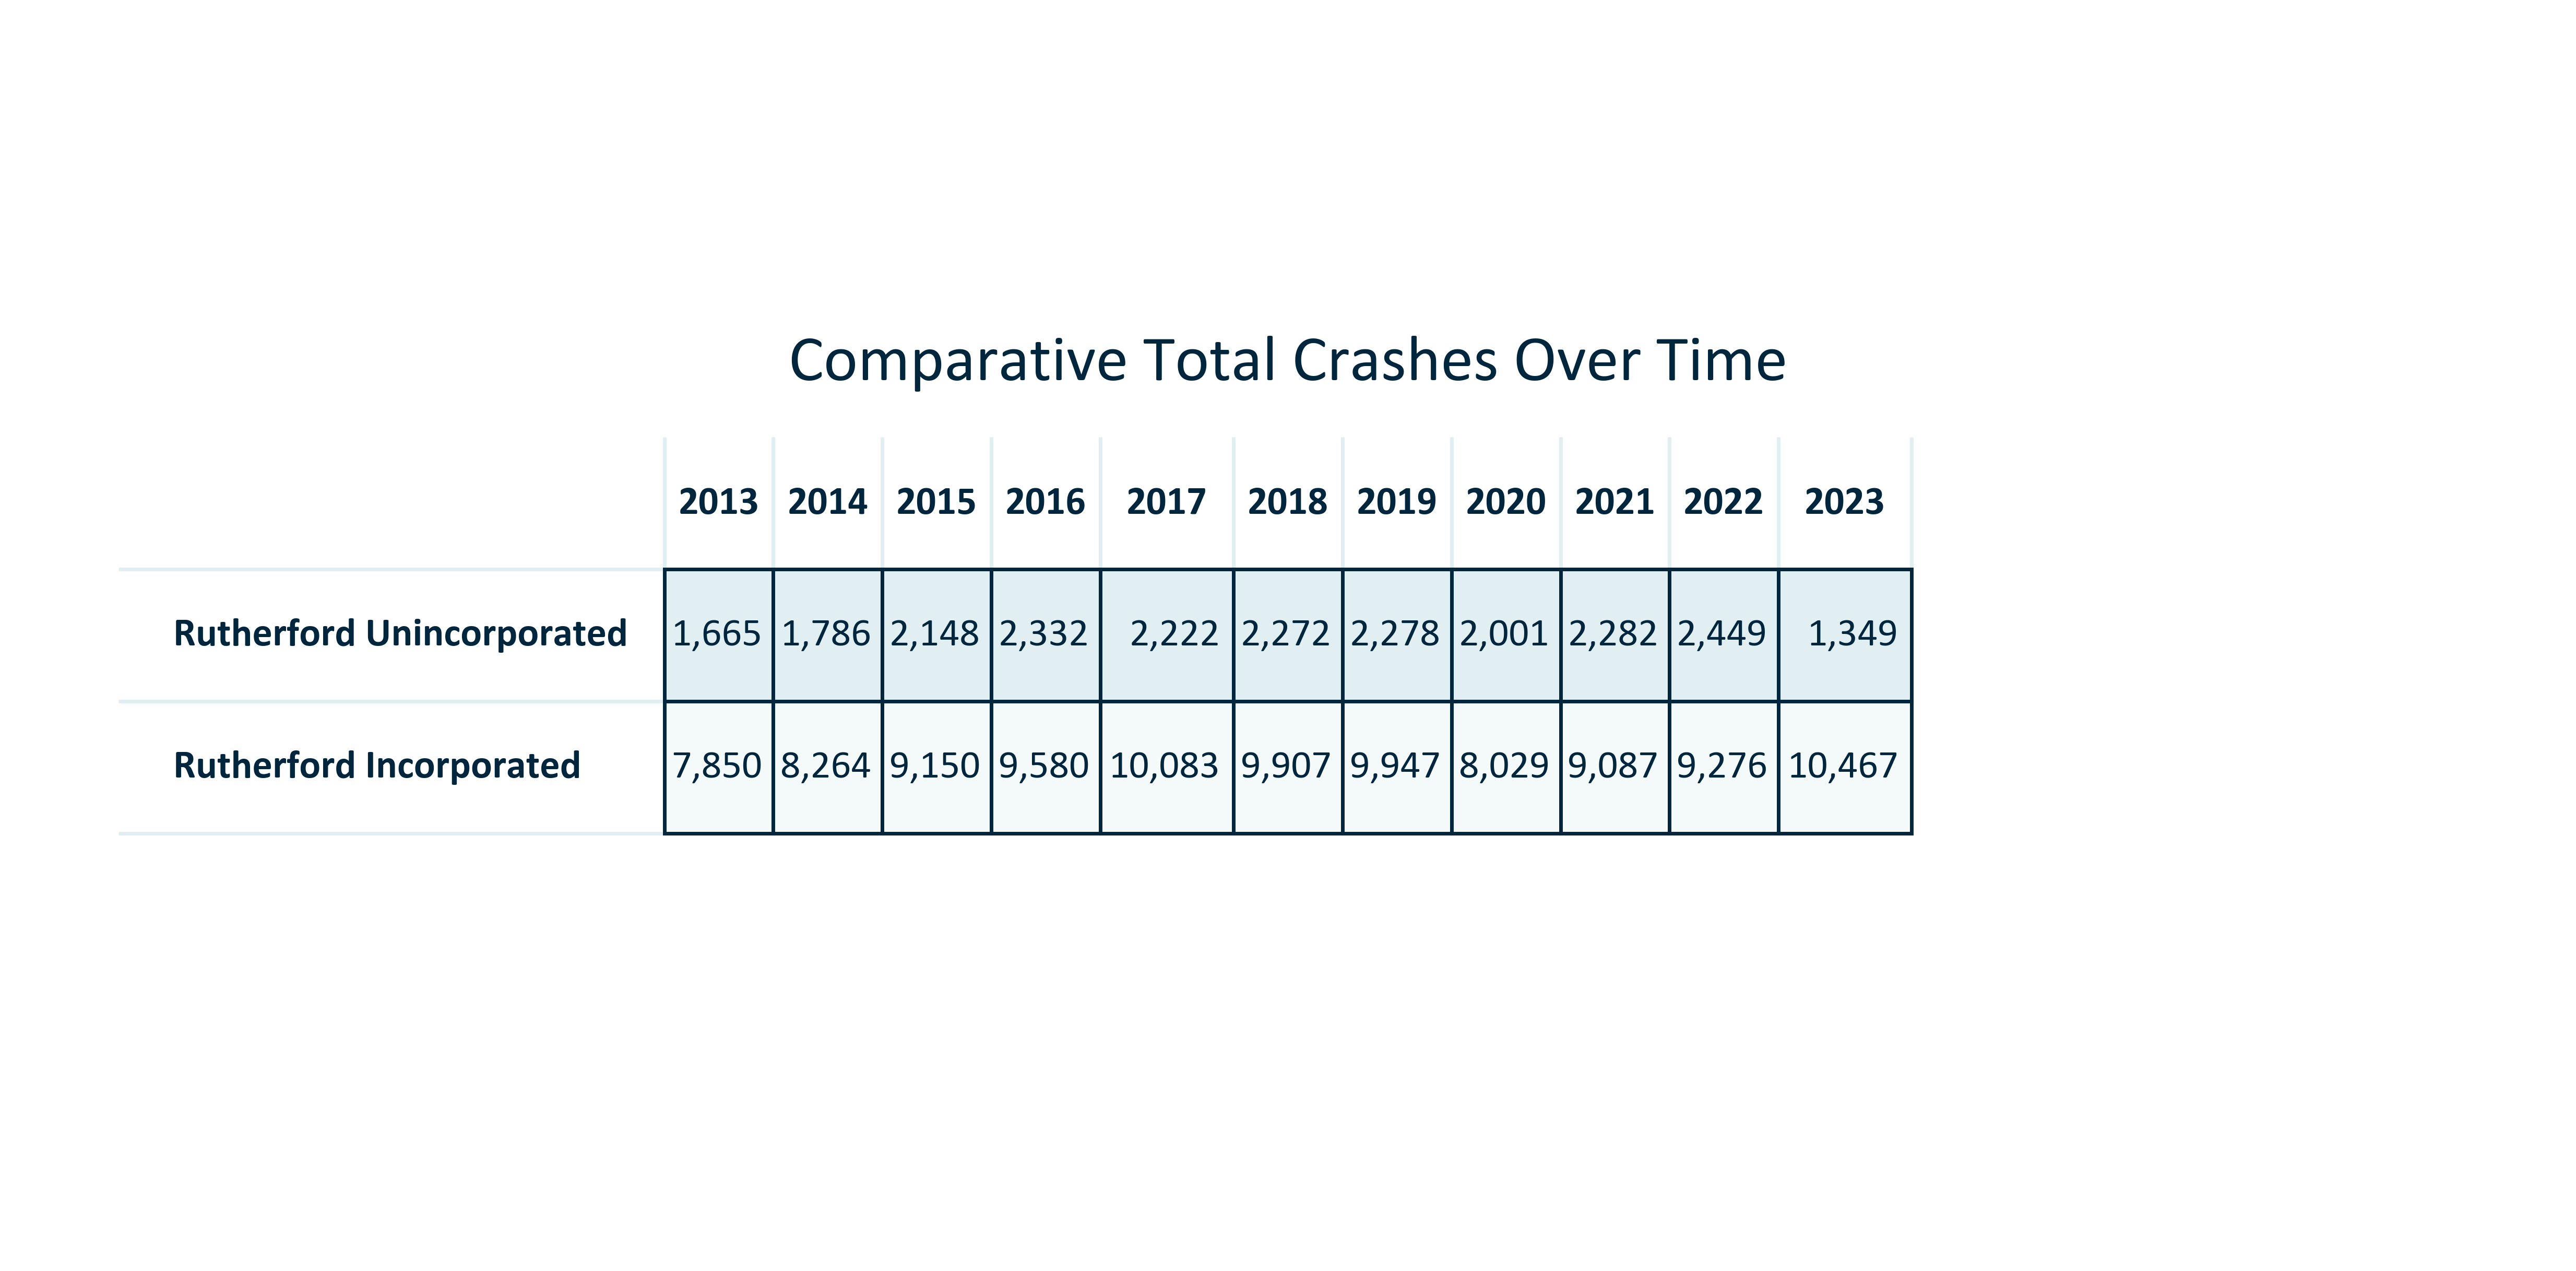 Comparative Total Crashes Over Time
2013 2014 2015 2016 2017 2018 2019 2020 2021 2022 2023
Rutherford Unincorporated 1,665 1,786 2,148 2,332 2,222 2,272 2,278 2,001 2,282 2,449 1,349
Rutherford Incorporated 7,850 8,264 9,150 9,580 10,083 9,907 9,947 8,029 9,087 9,276 10,467